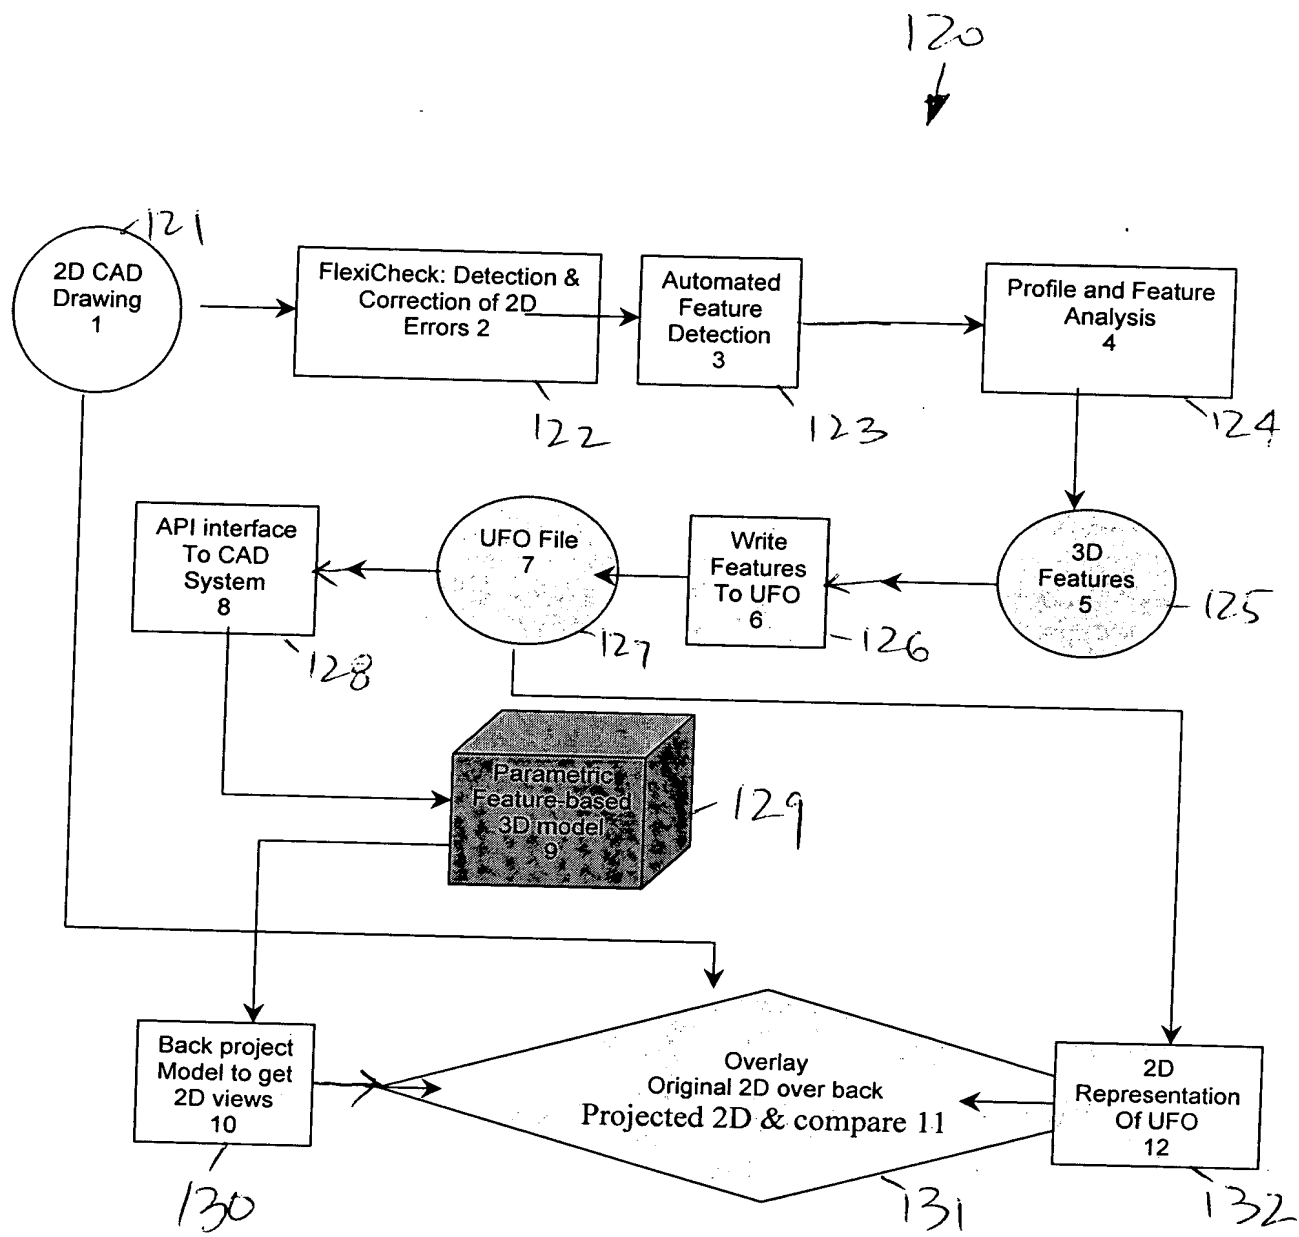 120
121
2D CAD
Drawing
1
FlexiCheck: Detection &
Correction of 2D
Errors 2
122
Automated
Feature
Detection
3
123
Profile and Feature
Analysis
4
124
API interface
To CAD
System
8
128
UFO File
7
127
Write
Features
To UFO
6
126
3D
Features
5
125
Parametric
Feature-based
3D model
9
129
Back project
Model to get
2D views
10
130
Overlay
Original 2D over back
Projected 2D & compare 11
131
2D
Representation
Of UFO
12
132